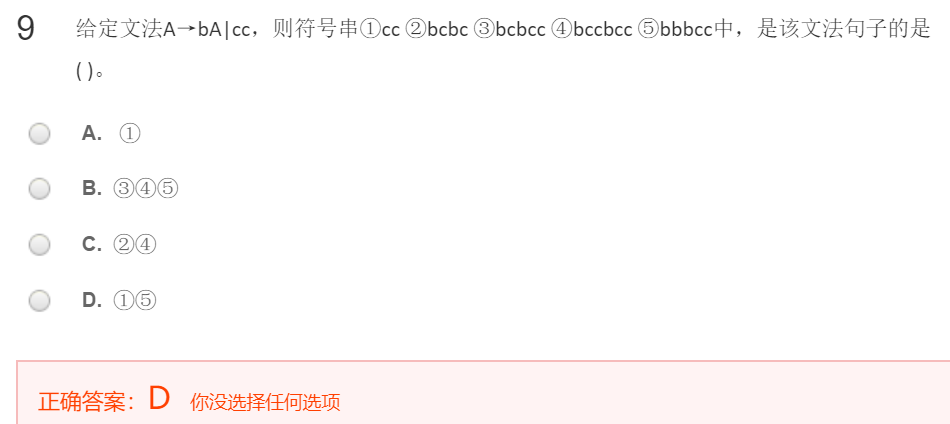 9 给定文法A→bA|cc，则符号串①cc ②bcbc ③bcbcc ④bccbcc ⑤bbbcc中，是该文法句子的是
( )。
A. ①
B. ③④⑤
C. ②④
D. ①⑤
正确答案：D 你没选择任何选项